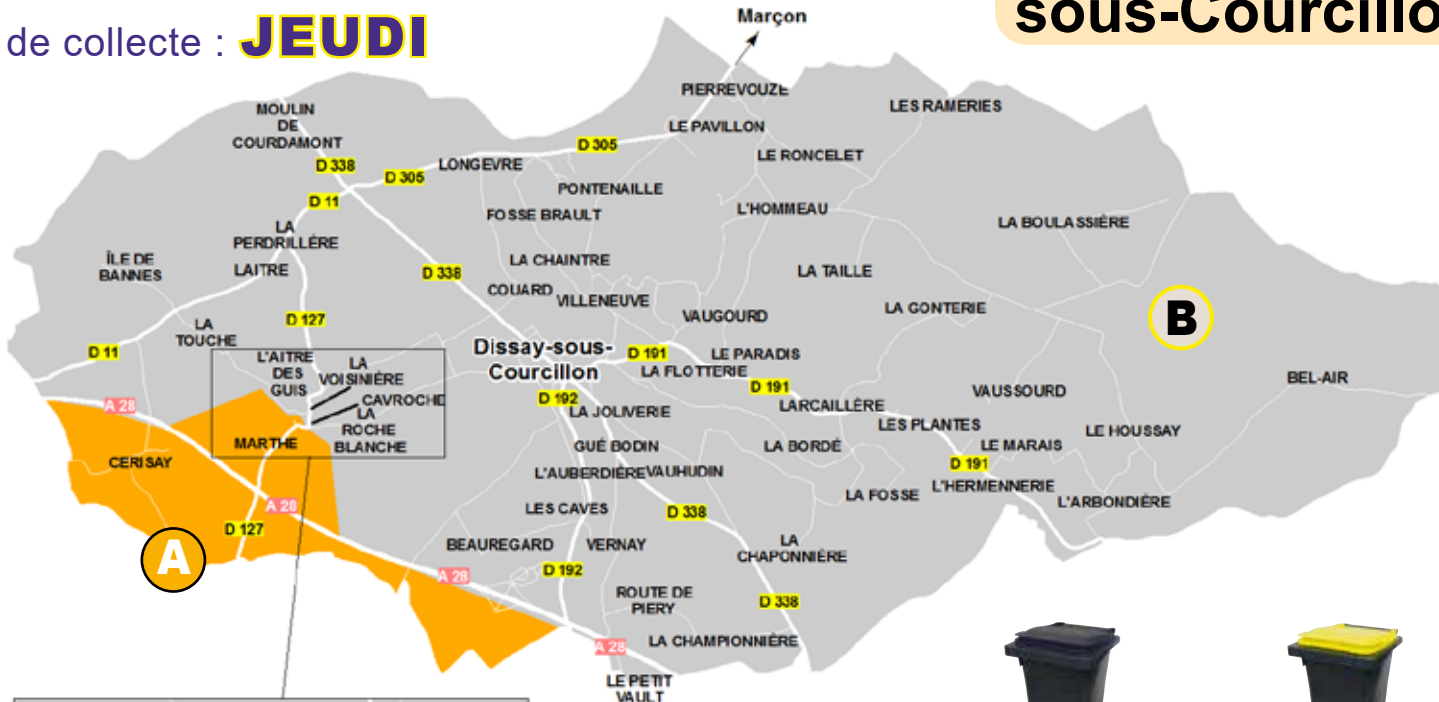 de collecte : JEUDI
sous-Courcillo
Marçon
PIERREVOUZE
LES RAMERIES
MOULIN
DE
COURDAMONT
LE PAVILLON
D 305
D 338
D 305
LONGEVRE
LE RONCELET
D 11
PONTENAILLE
FOSSE BRAULT
L'HOMMEAU
LA BOULASSIÈRE
LA
PERDRILLÈRE
ÎLE DE
BANNES
LAITRE
D 338
LA CHAINTRE
LA TAILLE
COUARD
VILLENEUVE
LA GONTERIE
B
D 127
VAUGOURD
LA
TOUCHE
D 11
Dissay-sous-
Courcillon
D 191
LE PARADIS
LA FLOTTERIE
L'AITRE
DES
GUIS
LA
VOISINIÈRE
D 191
BEL-AIR
VAUSSOURD
A 28
CAVROCHE
D 192
LA JOLIVERIE
LARCAILLÈRE
LA
ROCHE
BLANCHE
LES PLANTES
LE HOUSSAY
MARTHE
GUÉ BODIN
LA BORDÉ
LE MARAIS
CERISAY
L'AUBERDIÈRE
VAUHUDIN
D 191
L'HERMENNERIE
LA FOSSE
L'ARBONDIÈRE
A 28
LES CAVES
D 338
D 127
BEAUREGARD
VERNAY
LA
CHAPONNIÈRE
A
A 28
D 192
ROUTE DE
PIERY
D 338
A 28
LA CHAMPIONNIÈRE
LE PETIT
VAULT